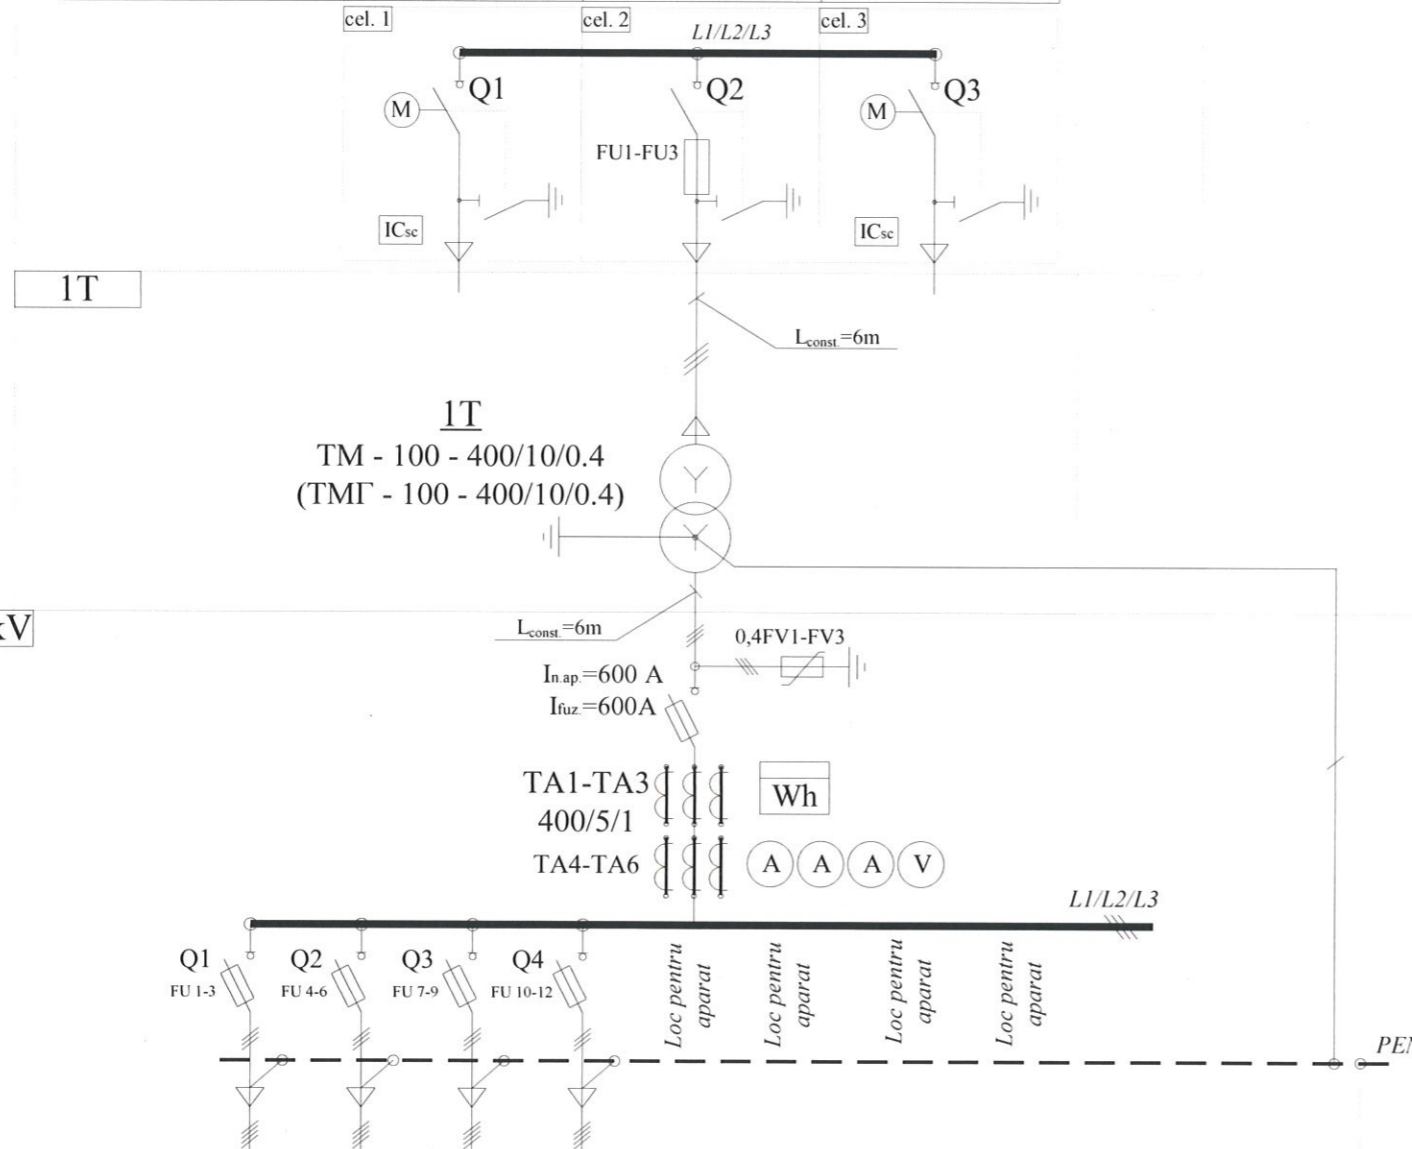 cel. 1
cel. 2
L1/L2/L3
cel. 3
Q1
Q2
Q3
M
M
FU1-FU3
ICsc
ICsc
1T
Lconst.=6m
1T
TM - 100 - 400/10/0.4
(ТМГ - 100 - 400/10/0.4)
kV
Lconst.=6m
0,4FV1-FV3
In.ap.=600 A
Ifuz.=600A
TA1-TA3
400/5/1
Wh
TA4-TA6
A
A
A
V
L1/L2/L3
Q1
FU 1-3
Q2
FU 4-6
Q3
FU 7-9
Q4
FU 10-12
Loc pentru
aparat
Loc pentru
aparat
Loc pentru
aparat
Loc pentru
aparat